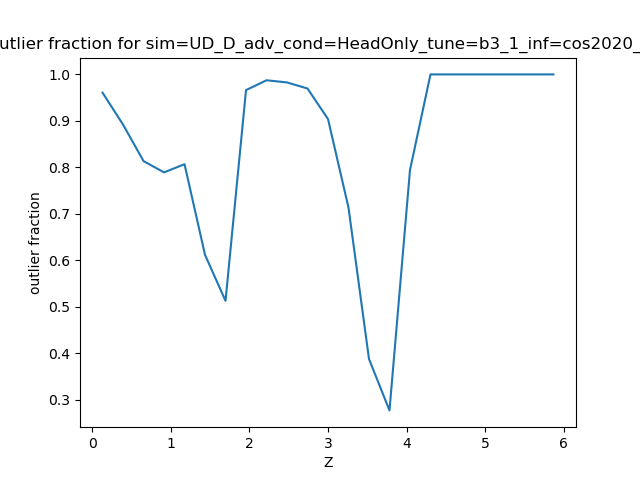 utlier fraction for sim=UD_D_adv_cond=HeadOnly_tune=b3_1_inf=cos2020_
1.0
0.9
0.8
0.7
0.6
0.5
0.4
0.3
outlier fraction
0 1 2 3 4 5 6
Z